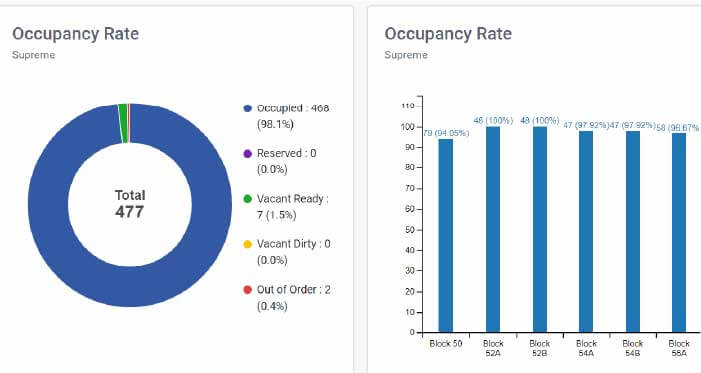 Occupancy Rate
Supreme
Total
477
Occupied : 468
(98.1%)
Reserved : 0
(0.0%)
Vacant Ready :
7 (1.5%)
Vacant Dirty : 0
(0.0%)
Out of Order : 2
(0.4%)
Occupancy Rate
Supreme
110
100
90
80
70
60
50
40
30
20
10
0
79 (94.05%)
48 (100%)
48 (100%)
47 (97.92%)
47 (97.92%)
58 (96.67%
Block 50
Block
52A
Block
52B
Block
54A
Block
54B
Block
56A